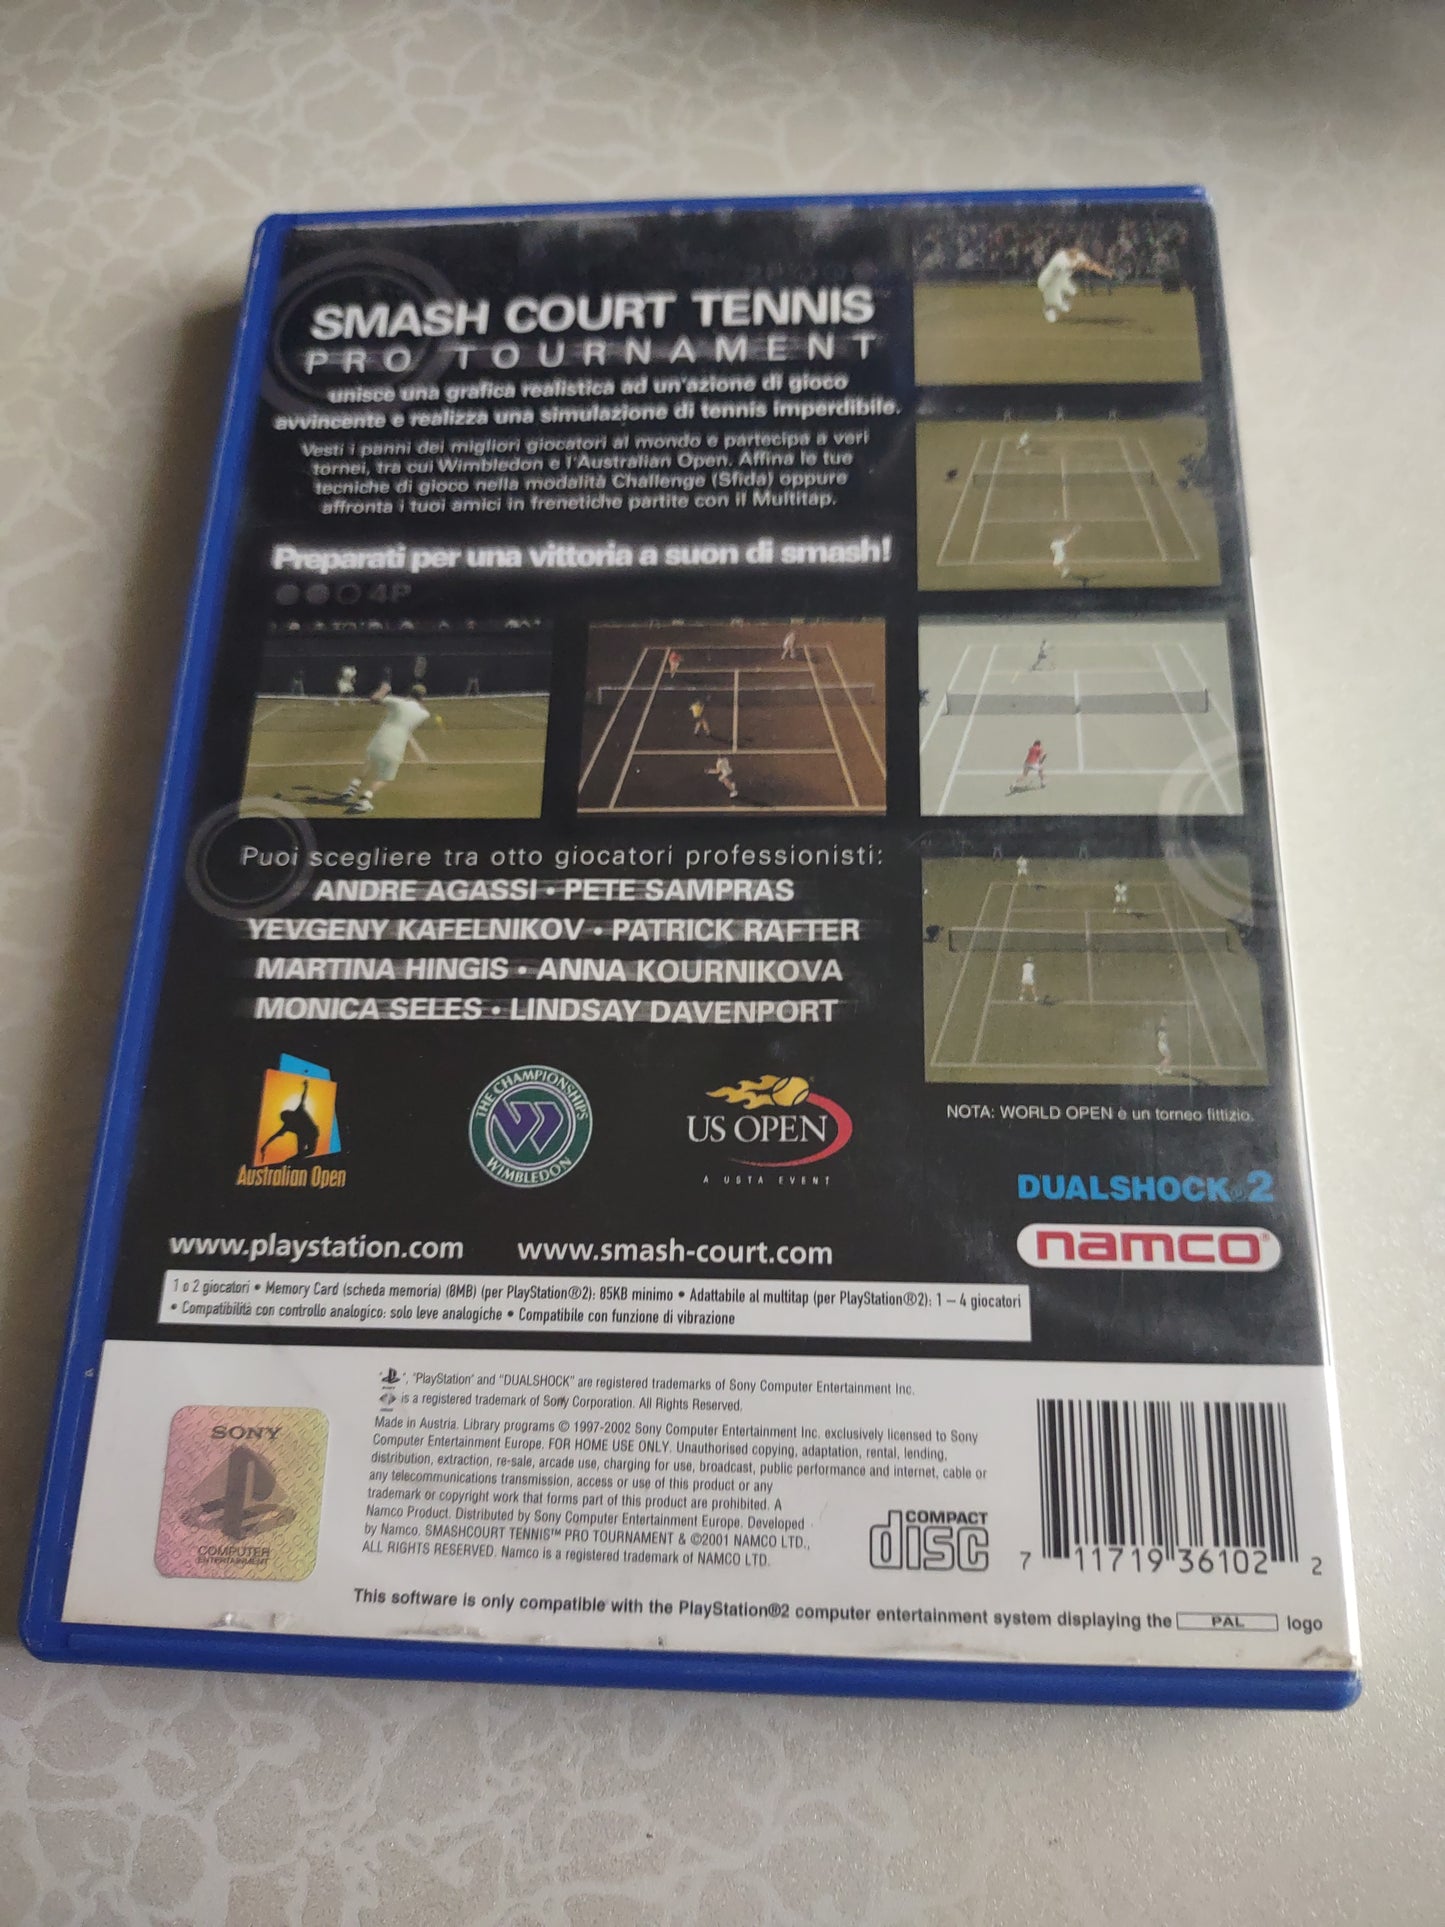 SMASH COURT TENNIS
PRO TOURNAMENT
unisce una grafica realistica ad un'azione di gioco
avvincente e realizza una simulazione di tennis imperdibile.
Vesti i panni dei migliori giocatori al mondo e partecipa a veri
tornei, tra cui Wimbledon e l'Australian Open. Affina le tue
tecniche di gioco nella modalità Challenge (Sfida) oppure
affronta i tuoi amici in frenetiche partite con il Multitap.
Preparati per una vittoria a suon di smash!
4P
Puoi scegliere tra otto giocatori professionisti:
ANDRE AGASSI • PETE SAMPRAS
YEVGENY KAFELNIKOV • PATRICK RAFTER
MARTINA HINGIS • ANNA KOURNIKOVA
MONICA SELES • LINDSAY DAVENPORT
Australian Open
THE CHAMPIONSHIPS
WIMBLEDON
US OPEN
A USTA EVENT
NOTA: WORLD OPEN è un torneo fittizio.
DUALSHOCK 2
namco®
www.playstation.com
www.smash-court.com
1 o 2 giocatori • Memory Card (scheda memoria) (8MB) (per PlayStation®2): 85KB minimo • Adattabile al multitap (per PlayStation®2): 1 – 4 giocatori
• Compatibilità con controllo analogico: solo leve analogiche • Compatibile con funzione di vibrazione
SONY
COMPUTER
ENTERTAINMENT
", "PlayStation" and "DUALSHOCK" are registered trademarks of Sony Computer Entertainment Inc.
is a registered trademark of Sony Corporation. All Rights Reserved.
Made in Austria. Library programs © 1997-2002 Sony Computer Entertainment Inc. exclusively licensed to Sony
Computer Entertainment Europe. FOR HOME USE ONLY. Unauthorised copying, adaptation, rental, lending,
distribution, extraction, re-sale, arcade use, charging for use, broadcast, public performance and internet, cable or
any telecommunications transmission, access or use of this product or any
trademark or copyright work that forms part of this product are prohibited. A
Namco Product. Distributed by Sony Computer Entertainment Europe. Developed
by Namco. SMASHCOURT TENNIS™ PRO TOURNAMENT & ©2001 NAMCO LTD.,
ALL RIGHTS RESERVED. Namco is a registered trademark of NAMCO LTD.
COMPACT
disc
7 11719 36102 2
This software is only compatible with the PlayStation®2 computer entertainment system displaying the PAL logo